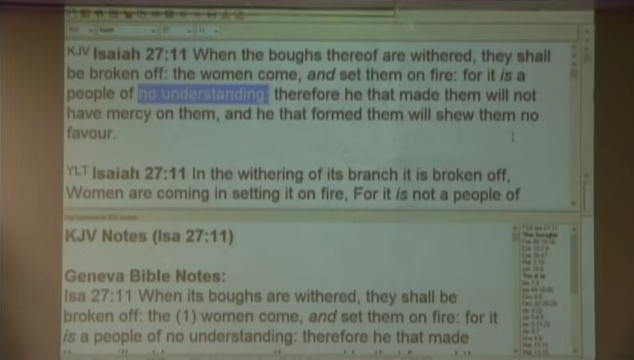 KJV Isaiah 27:11 When the boughs thereof are withered, they shall
be broken off: the women come, and set them on fire: for it is a
people of no understanding: therefore he that made them will not
have mercy on them, and he that formed them will shew them no
favour.
YLT Isaiah 27:11 In the withering of its branch it is broken off,
Women are coming in setting it on fire, For it is not a people of
KJV Notes (Isa 27:11)
Geneva Bible Notes:
Isa 27:11 When its boughs are withered, they shall be
broken off: the (1) women come, and set them on fire: for it
is a people of no understanding: therefore he that made